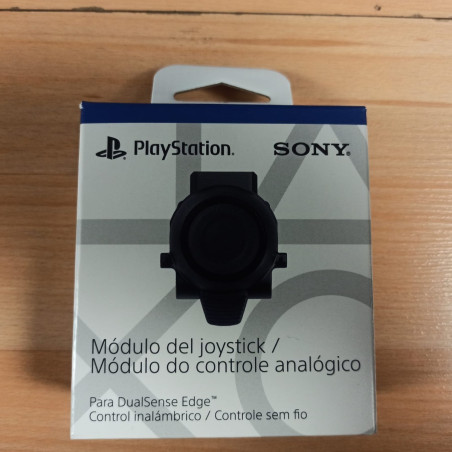 PlayStation. SONY®
Módulo del joystick /
Módulo do controle analógico
Para DualSense Edge™
Control inalámbrico / Controle sem fio